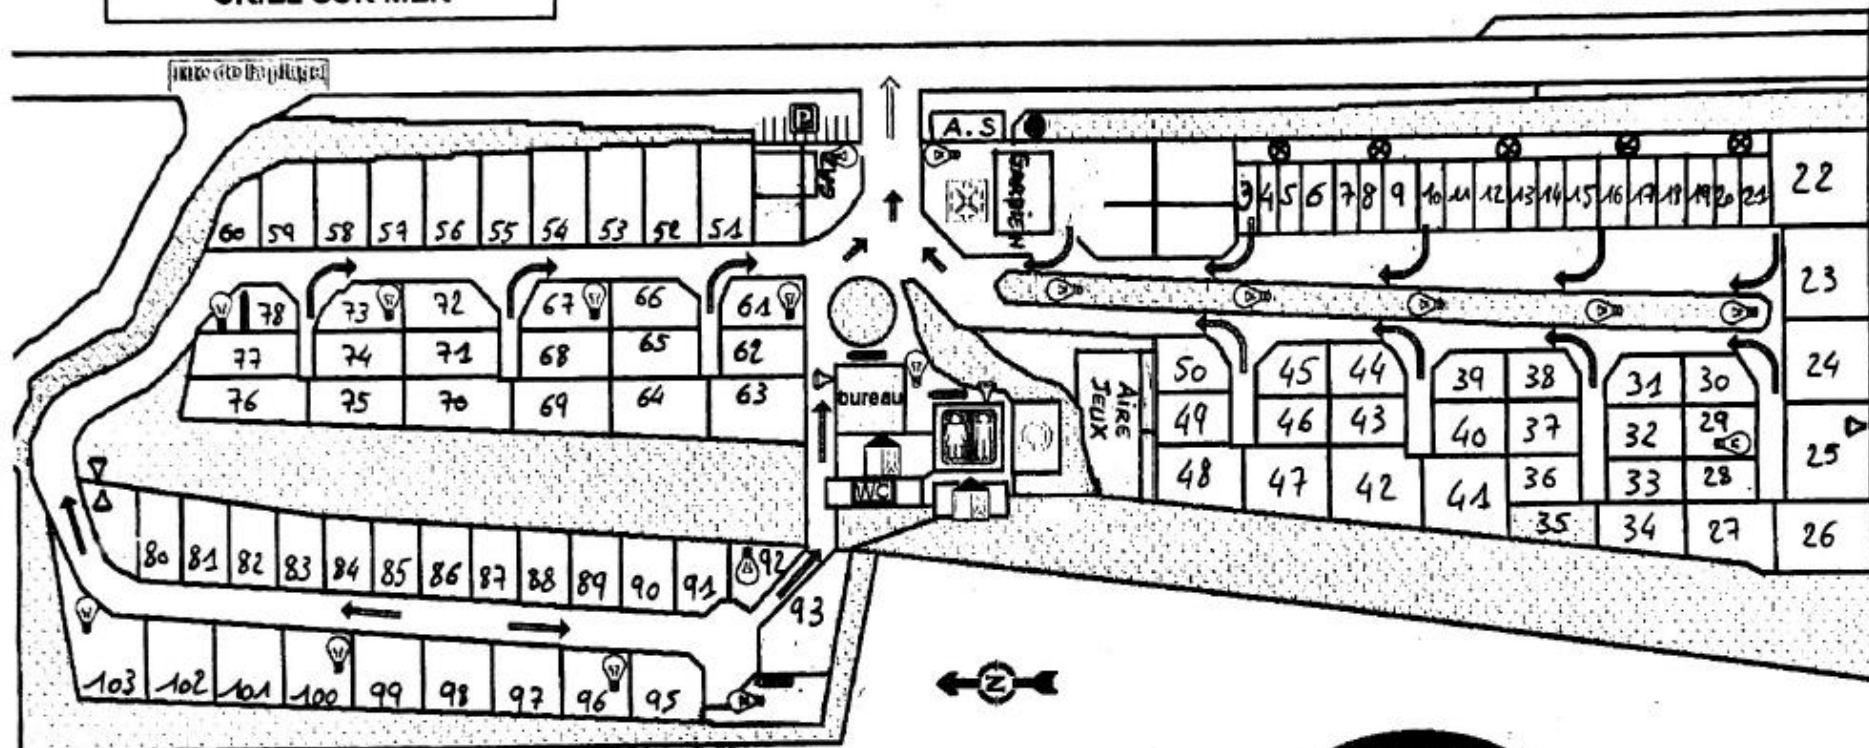 rue de la plage
P
A.S
GARDIEN
3 4 5 6 7 8 9 10 11 12 13 14 15 16 17 18 19 20 21 22
60 59 58 57 56 55 54 53 52 51
23
78 73 72 67 66 61
77 74 71 68 65 62
76 75 70 69 64 63
bureau
WC
AIRE
JEUX
50 45 44 39 38 31 30 24
49 46 43 40 37 32 29 25
48 47 42 41 36 33 28
35 34 27 26
80 81 82 83 84 85 86 87 88 89 90 91 92
93
103 102 101 100 99 98 97 96 95
N